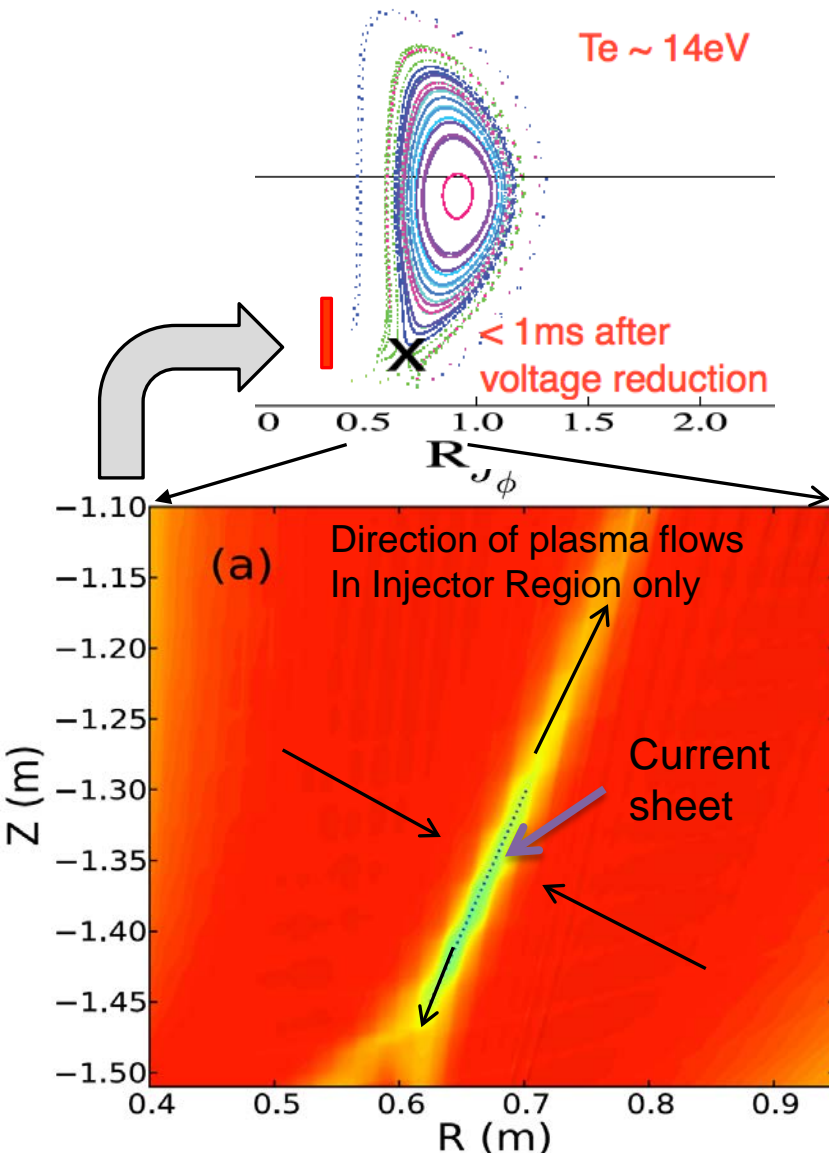 Te ~ 14eV
X
< 1ms after
voltage reduction
0 0.5 1.0 1.5 2.0
R_J_ϕ
(a)
Direction of plasma flows
In Injector Region only
Current
sheet
Z (m)
−1.10
−1.15
−1.20
−1.25
−1.30
−1.35
−1.40
−1.45
−1.50
0.4 0.5 0.6 0.7 0.8 0.9
R (m)